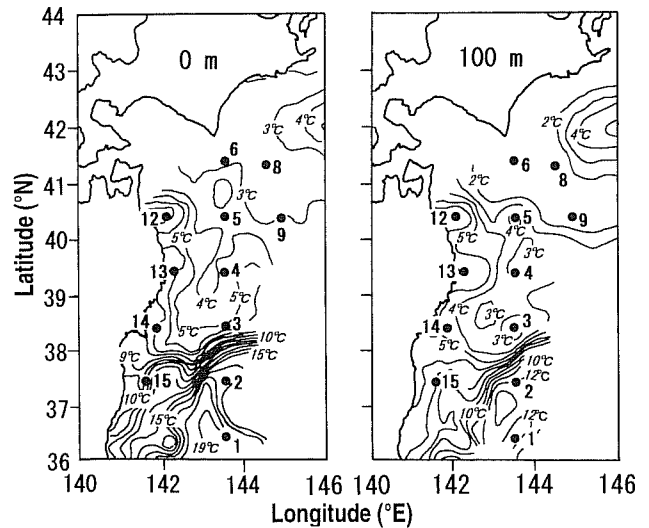 44
43
42
41
40
39
38
37
36
Latitude (°N)
0 m
3°C
4°C
6
8
3°C
12
5
5°C
9
13
4
4°C
5°C
14
5°C
3
10°C
15°C
9°C
15
2
10°C
15°C
19°C
1
140
142
144
146
100 m
2°C
4°C
6
8
2°C
12
5
5°C
4°C
9
3°C
13
4
4°C
3°C
3
14
3°C
5°C
10°C
12°C
15
2
10°C
12°C
1
140
142
144
146
Longitude (°E)